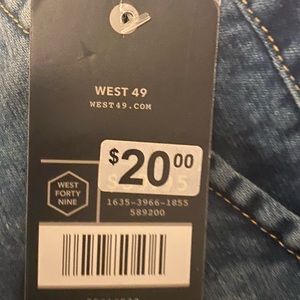 WEST 49
WEST49.COM
$20.00
WEST
FORTY
NINE
1635-3966-1855
589200